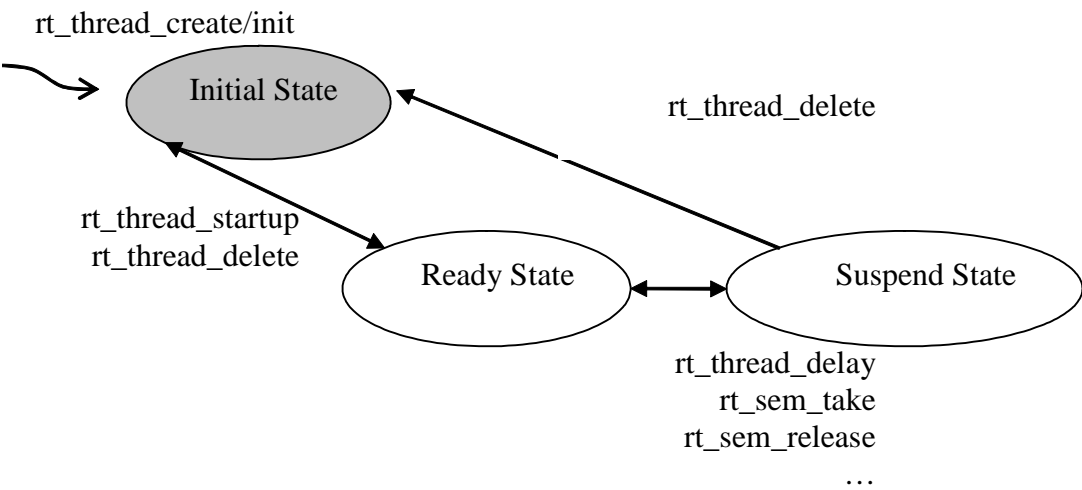 rt_thread_create/init
Initial State
rt_thread_delete
rt_thread_startup
rt_thread_delete
Ready State
Suspend State
rt_thread_delay
rt_sem_take
rt_sem_release
…